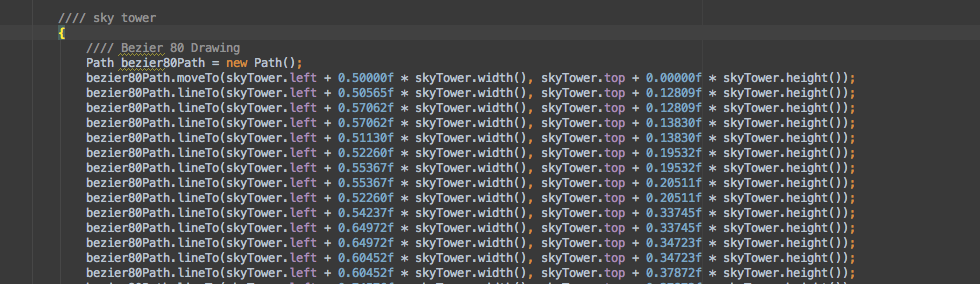 //// sky tower
{
//// Bezier 80 Drawing
Path bezier80Path = new Path();
bezier80Path.moveTo(skyTower.left + 0.50000f * skyTower.width(), skyTower.top + 0.00000f * skyTower.height());
bezier80Path.lineTo(skyTower.left + 0.50565f * skyTower.width(), skyTower.top + 0.12809f * skyTower.height());
bezier80Path.lineTo(skyTower.left + 0.57062f * skyTower.width(), skyTower.top + 0.12809f * skyTower.height());
bezier80Path.lineTo(skyTower.left + 0.57062f * skyTower.width(), skyTower.top + 0.13830f * skyTower.height());
bezier80Path.lineTo(skyTower.left + 0.51130f * skyTower.width(), skyTower.top + 0.13830f * skyTower.height());
bezier80Path.lineTo(skyTower.left + 0.52260f * skyTower.width(), skyTower.top + 0.19532f * skyTower.height());
bezier80Path.lineTo(skyTower.left + 0.55367f * skyTower.width(), skyTower.top + 0.19532f * skyTower.height());
bezier80Path.lineTo(skyTower.left + 0.55367f * skyTower.width(), skyTower.top + 0.20511f * skyTower.height());
bezier80Path.lineTo(skyTower.left + 0.52260f * skyTower.width(), skyTower.top + 0.20511f * skyTower.height());
bezier80Path.lineTo(skyTower.left + 0.54237f * skyTower.width(), skyTower.top + 0.33745f * skyTower.height());
bezier80Path.lineTo(skyTower.left + 0.64972f * skyTower.width(), skyTower.top + 0.33745f * skyTower.height());
bezier80Path.lineTo(skyTower.left + 0.64972f * skyTower.width(), skyTower.top + 0.34723f * skyTower.height());
bezier80Path.lineTo(skyTower.left + 0.60452f * skyTower.width(), skyTower.top + 0.34723f * skyTower.height());
bezier80Path.lineTo(skyTower.left + 0.60452f * skyTower.width(), skyTower.top + 0.37872f * skyTower.height());